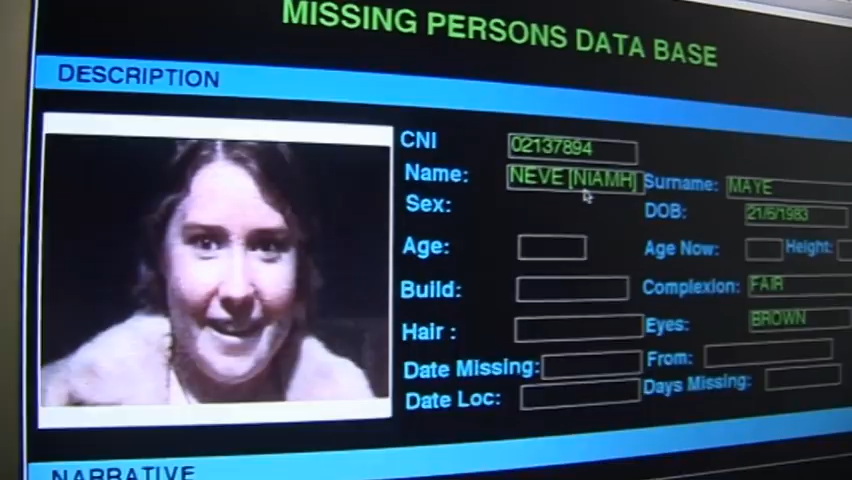 MISSING PERSONS DATA BASE
DESCRIPTION
CNI 02137894
Name: NEVE [NIAMH] Surname: MAYE
Sex: DOB: 21/5/1983
Age: Age Now: Height:
Build: Complexion: FAIR
Hair : Eyes: BROWN
Date Missing: From:
Date Loc: Days Missing:
NARRATIVE